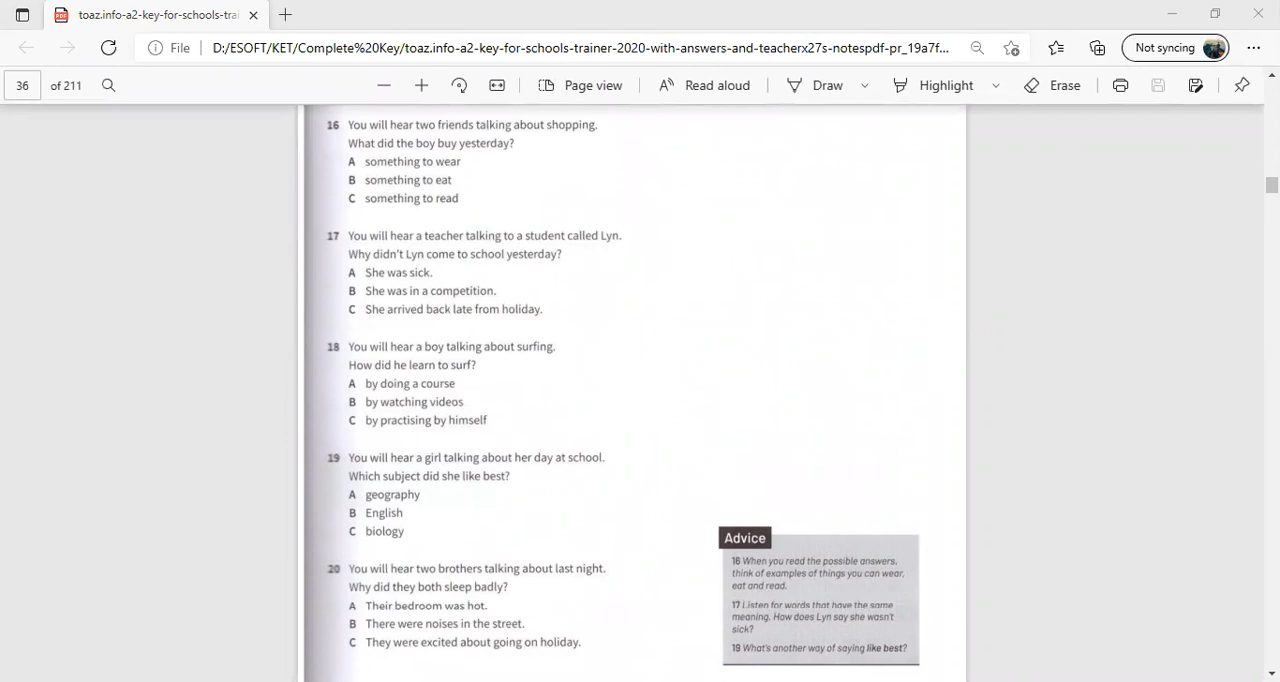 toaz.info-a2-key-for-schools-trai
File
D:/ESOFT/KET/Complete%20Key/toaz.info-a2-key-for-schools-trainer-2020-with-answers-and-teacherx27s-notespdf-pr_19a7f...
Not syncing
36 of 211
Page view
Read aloud
Draw
Highlight
Erase
16 You will hear two friends talking about shopping.
What did the boy buy yesterday?
A something to wear
B something to eat
C something to read
17 You will hear a teacher talking to a student called Lyn.
Why didn't Lyn come to school yesterday?
A She was sick.
B She was in a competition.
C She arrived back late from holiday.
18 You will hear a boy talking about surfing.
How did he learn to surf?
A by doing a course
B by watching videos
C by practising by himself
19 You will hear a girl talking about her day at school.
Which subject did she like best?
A geography
B English
C biology
20 You will hear two brothers talking about last night.
Why did they both sleep badly?
A Their bedroom was hot.
B There were noises in the street.
C They were excited about going on holiday.
Advice
16 When you read the possible answers,
think of examples of things you can wear,
eat and read.
17 Listen for words that have the same
meaning. How does Lyn say she wasn't
sick?
19 What's another way of saying like best?